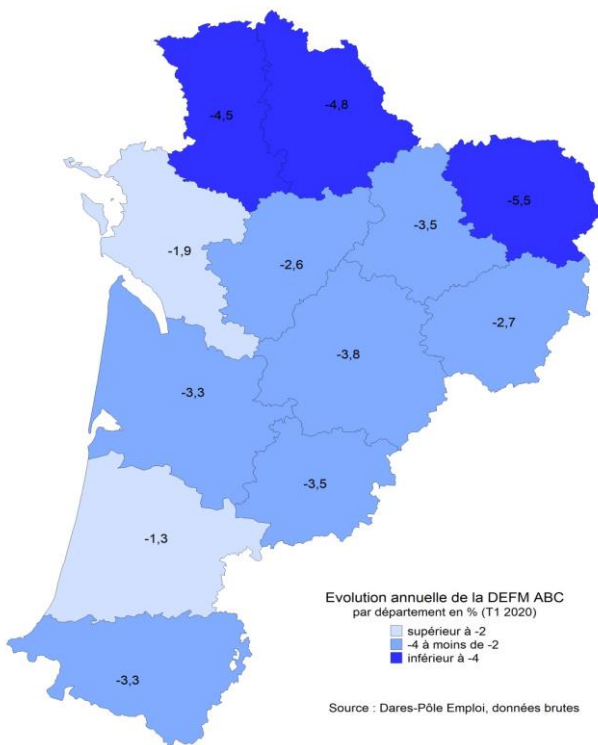 -4,5
-4,8
-5,5
-3,5
-1,9
-2,6
-2,7
-3,8
-3,3
-3,5
-1,3
-3,3
Evolution annuelle de la DEFM ABC
par département en % (T1 2020)
supérieur à -2
-4 à moins de -2
inférieur à -4
Source : Dares-Pôle Emploi, données brutes